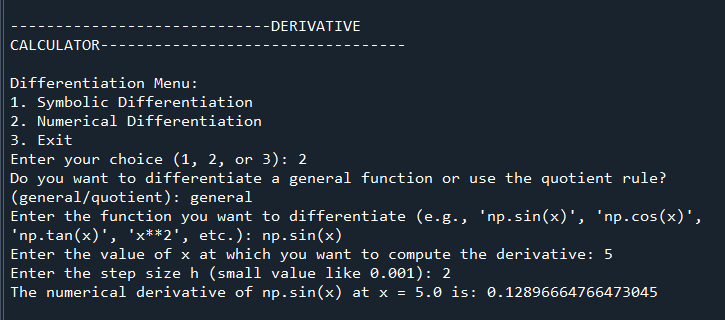 -----------------------------DERIVATIVE
CALCULATOR----------------------------------
Differentiation Menu:
1. Symbolic Differentiation
2. Numerical Differentiation
3. Exit
Enter your choice (1, 2, or 3): 2
Do you want to differentiate a general function or use the quotient rule?
(general/quotient): general
Enter the function you want to differentiate (e.g., 'np.sin(x)', 'np.cos(x)',
'np.tan(x)', 'x**2', etc.): np.sin(x)
Enter the value of x at which you want to compute the derivative: 5
Enter the step size h (small value like 0.001): 2
The numerical derivative of np.sin(x) at x = 5.0 is: 0.12896664766473045